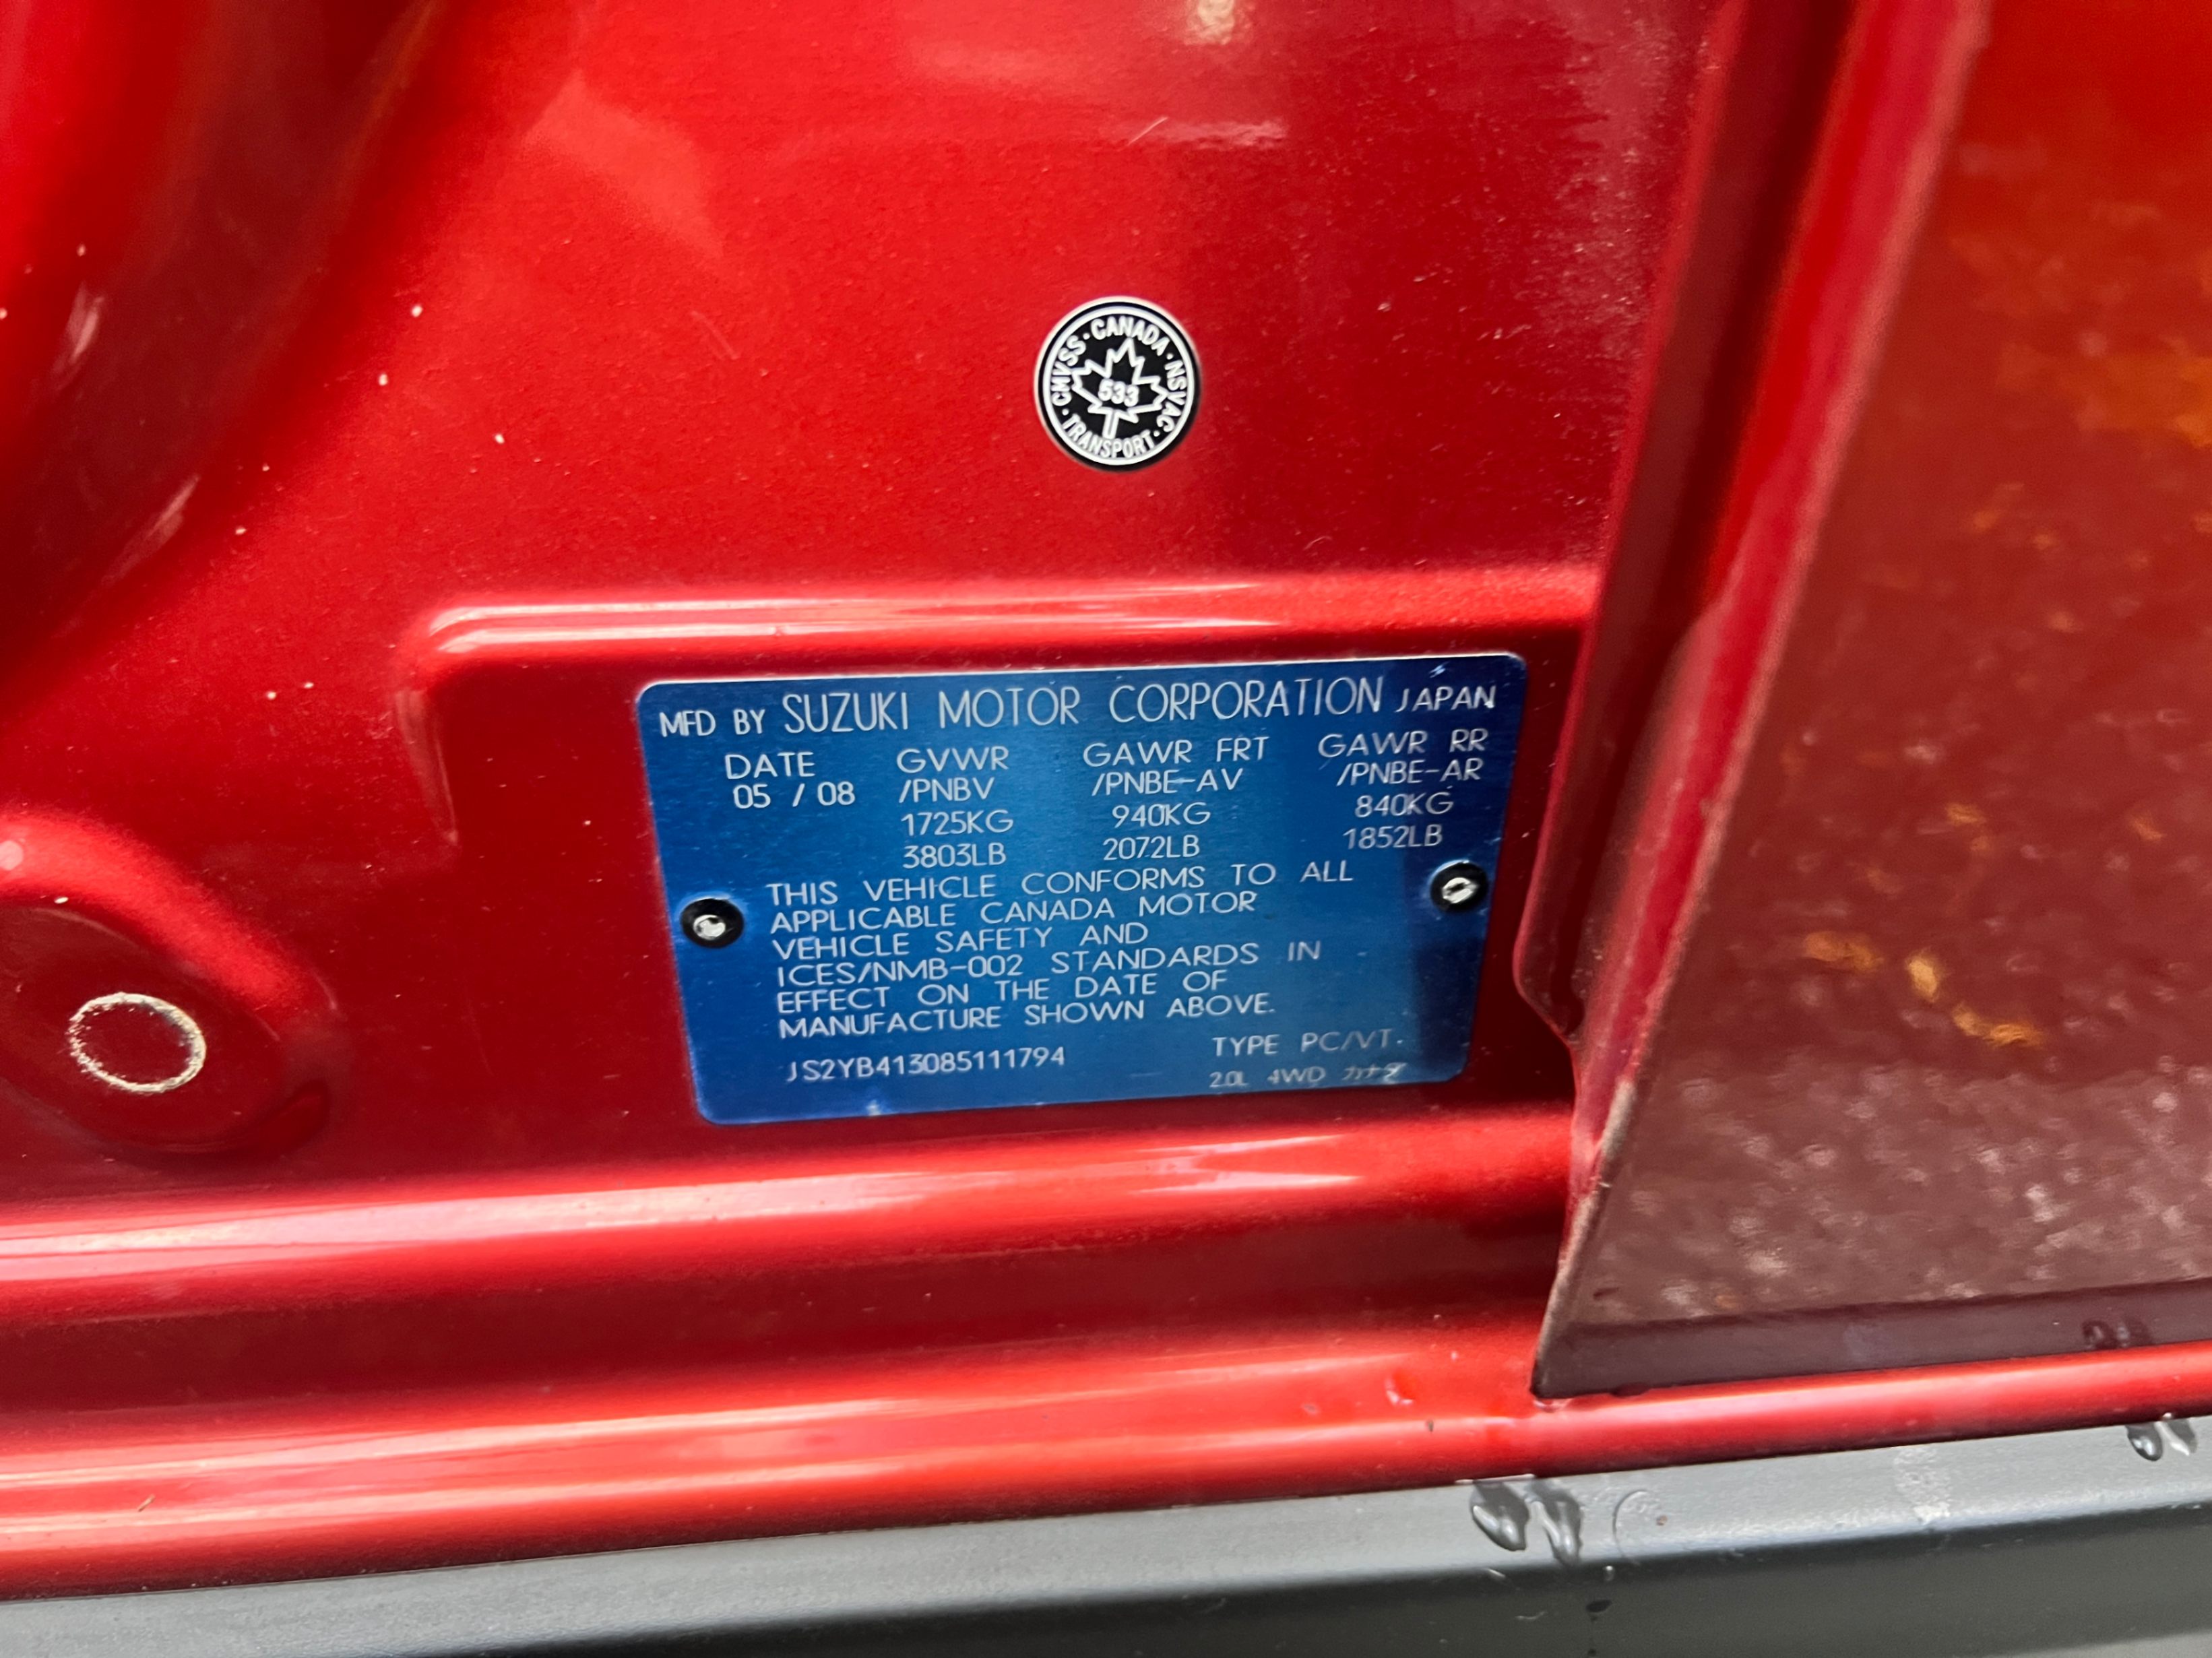 CMVSS · CANADA · NSVAC · TRANSPORT ·
533
MFD BY SUZUKI MOTOR CORPORATION JAPAN
DATE GVWR GAWR FRT GAWR RR
05 / 08 /PNBV /PNBE-AV /PNBE-AR
1725KG 940KG 840KG
3803LB 2072LB 1852LB
THIS VEHICLE CONFORMS TO ALL
APPLICABLE CANADA MOTOR
VEHICLE SAFETY AND
ICES/NMB-002 STANDARDS IN
EFFECT ON THE DATE OF
MANUFACTURE SHOWN ABOVE.
JS2YB413085111794 TYPE PC/VT.
2.0L 4WD カナダ